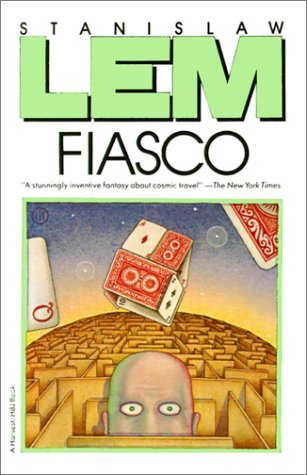 STANISLAW
LEM
FIASCO
"A stunningly inventive fantasy about cosmic travel" —The New York Times
A
Q
A Harvest/HBJ Book